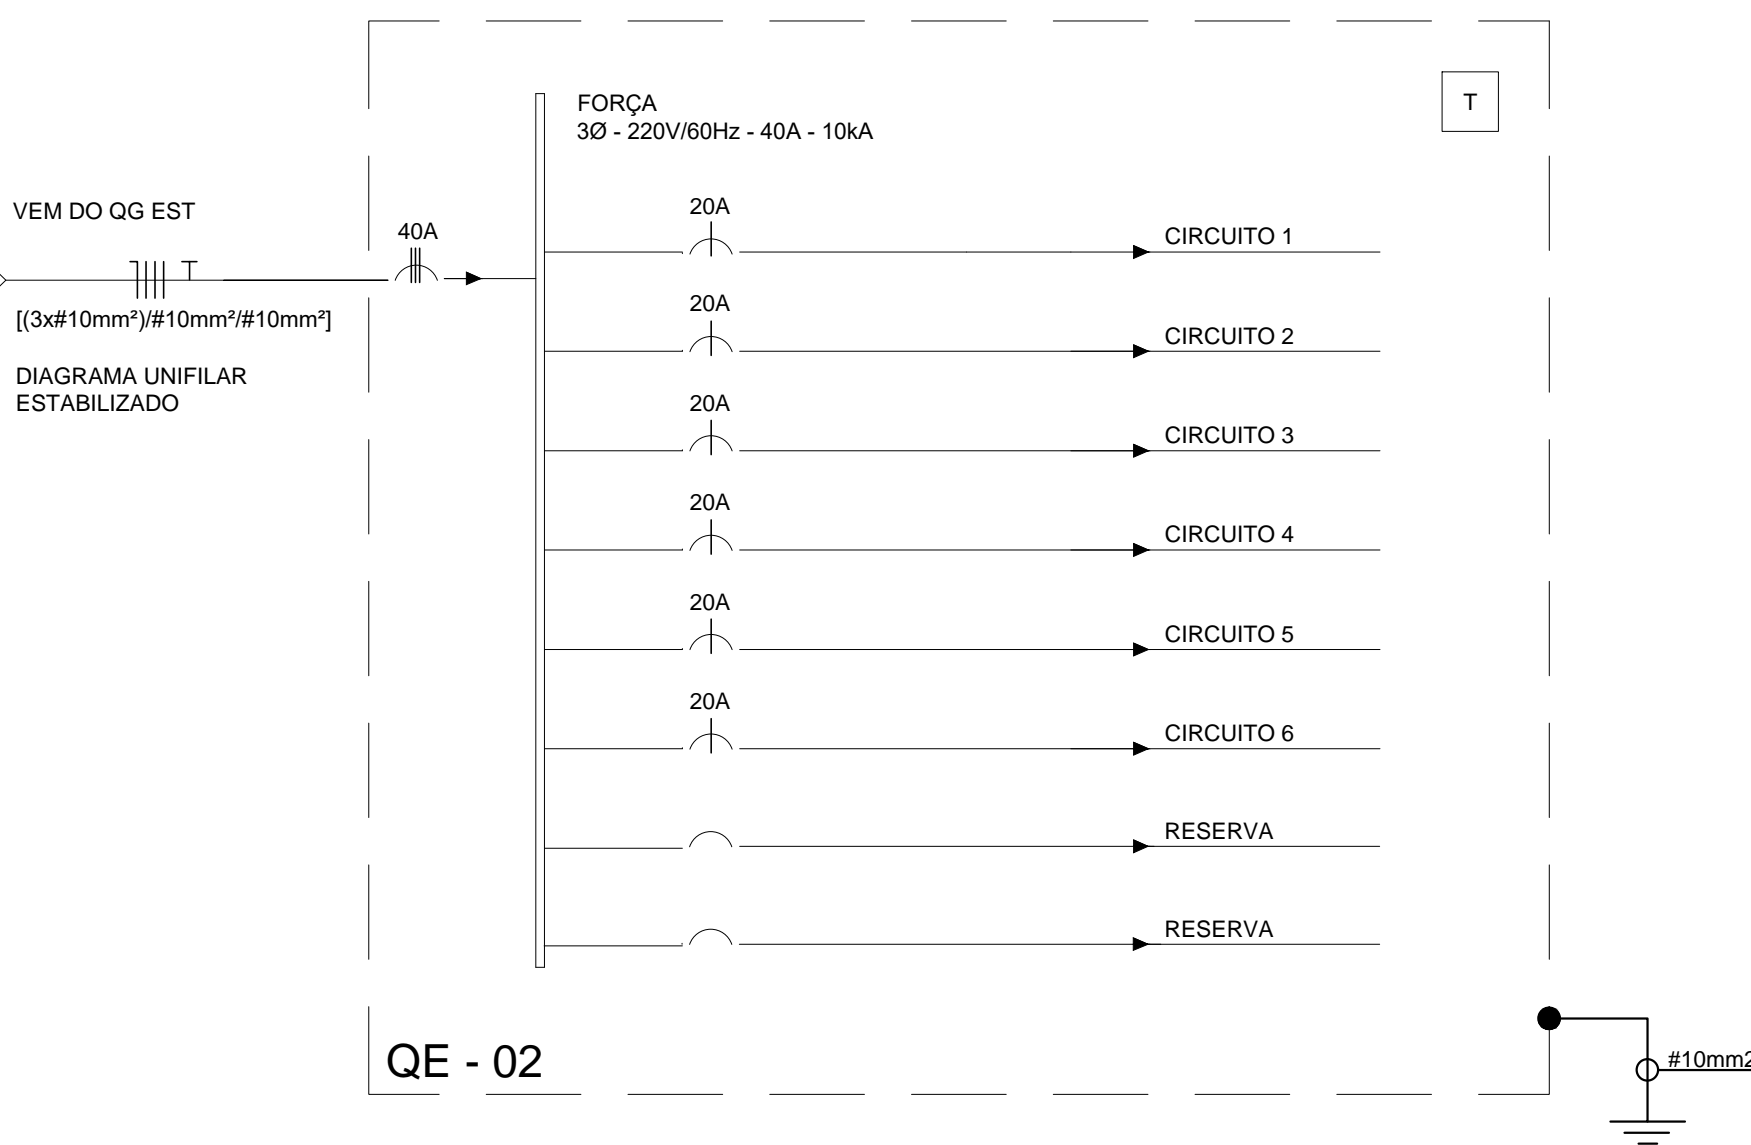 FORÇA
3Ø - 220V/60Hz - 40A - 10kA
T
VEM DO QG EST
40A
[(3x#10mm²)/#10mm²/#10mm²]
DIAGRAMA UNIFILAR
ESTABILIZADO
20A
CIRCUITO 1
20A
CIRCUITO 2
20A
CIRCUITO 3
20A
CIRCUITO 4
20A
CIRCUITO 5
20A
CIRCUITO 6
RESERVA
RESERVA
QE - 02
#10mm2